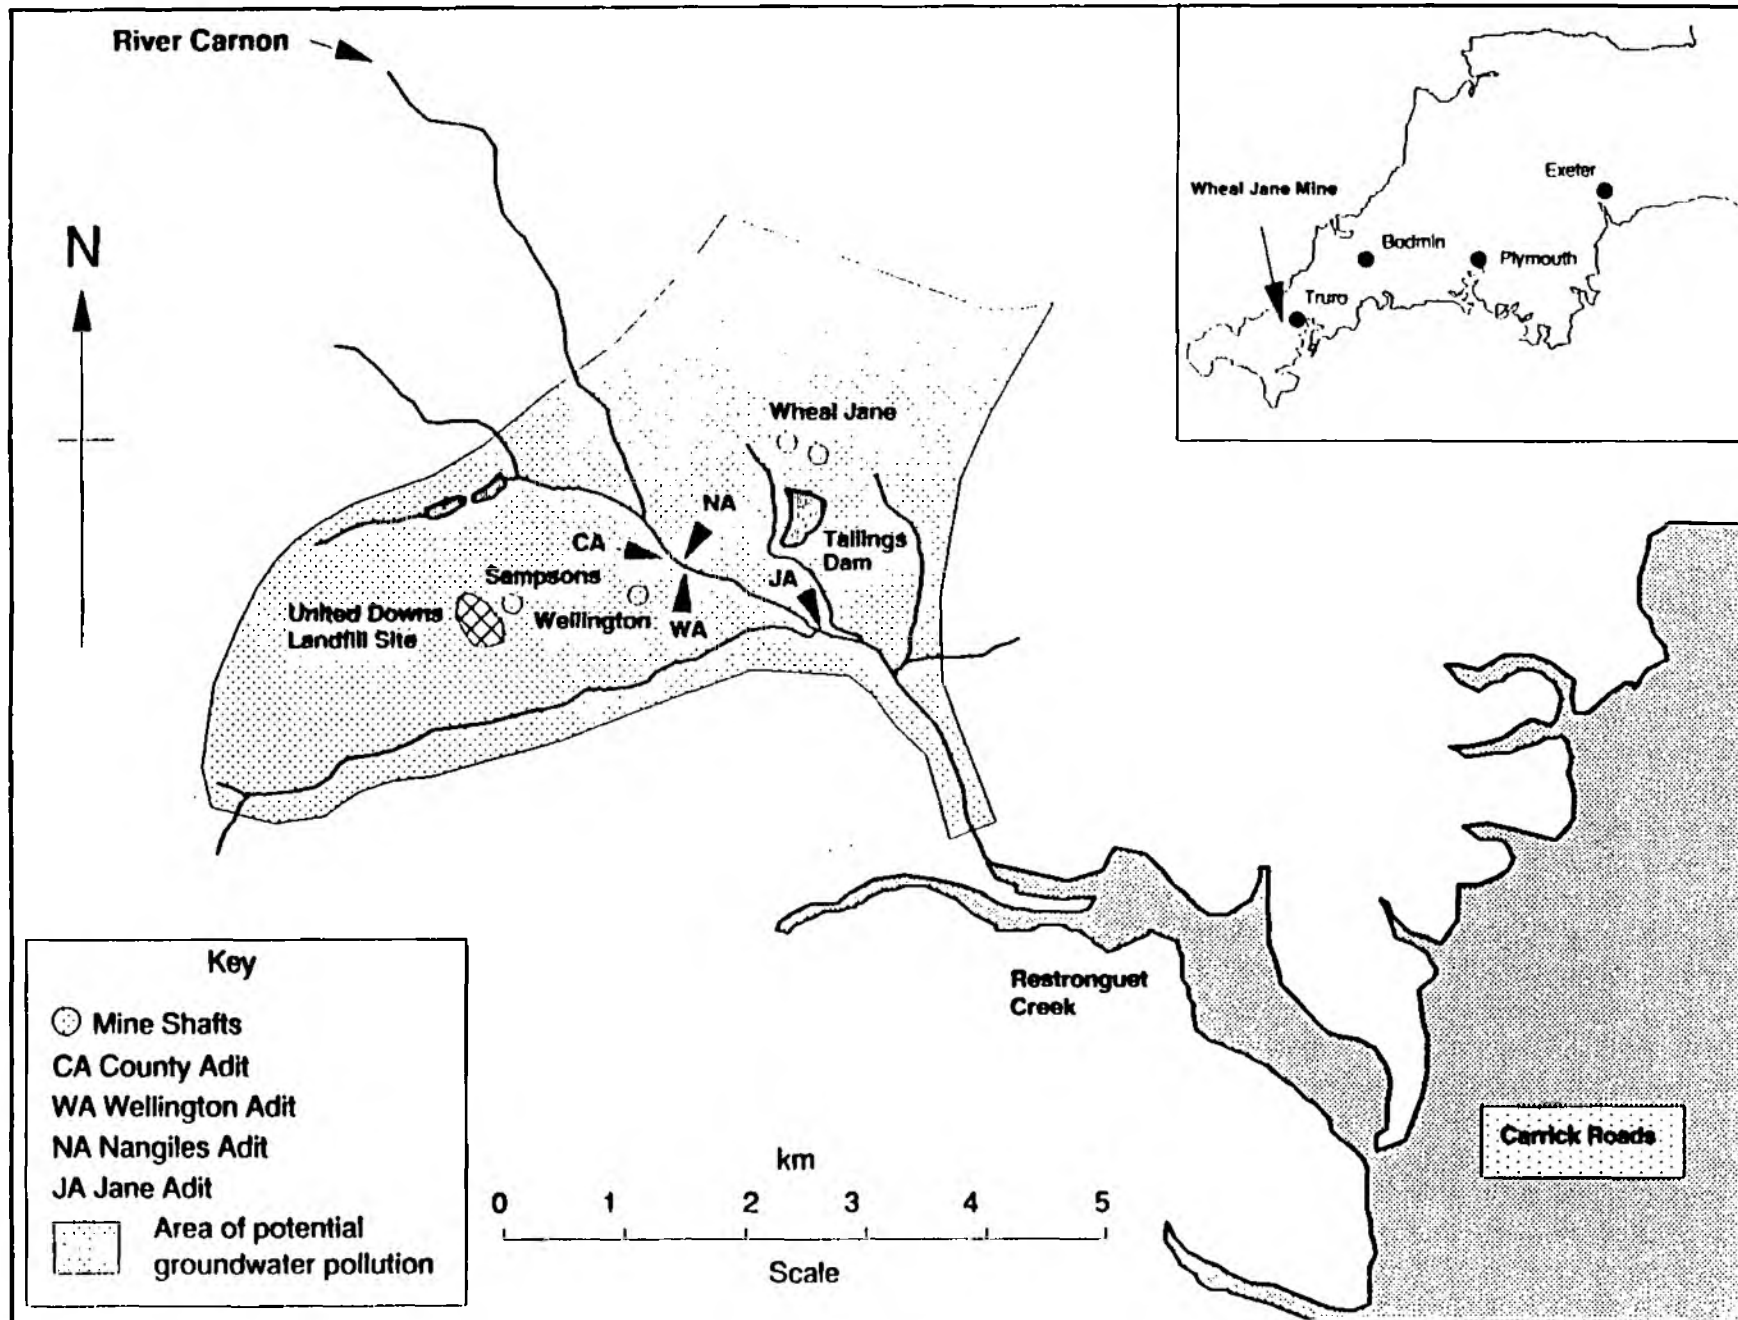 River Carnon
N
Wheal Jane Mine
Exeter
Bodmin
Plymouth
Truro
Wheal Jane
NA
CA
Tailings
Dam
JA
Sampsons
United Downs
Landfill Site
Wellington
WA
Restronguet
Creek
Carrick Roads
Key
Mine Shafts
CA County Adit
WA Wellington Adit
NA Nangiles Adit
JA Jane Adit
Area of potential
groundwater pollution
km
0 1 2 3 4 5
Scale